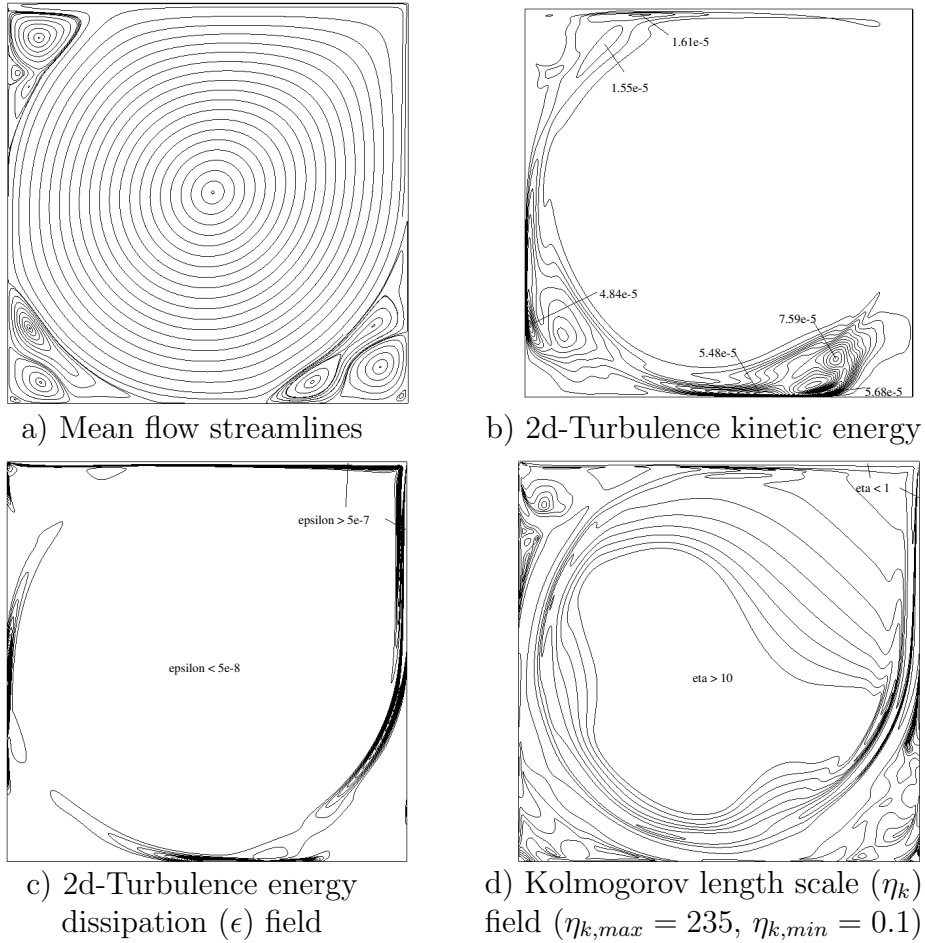 1.61e-5
1.55e-5
4.84e-5
7.59e-5
5.48e-5
5.68e-5
a) Mean flow streamlines
b) 2d-Turbulence kinetic energy
epsilon > 5e-7
epsilon < 5e-8
eta < 1
eta > 10
c) 2d-Turbulence energy
dissipation (ϵ) field
d) Kolmogorov length scale (ηₖ)
field (ηₖ,ₘₐₓ = 235, ηₖ,ₘᵢₙ = 0.1)